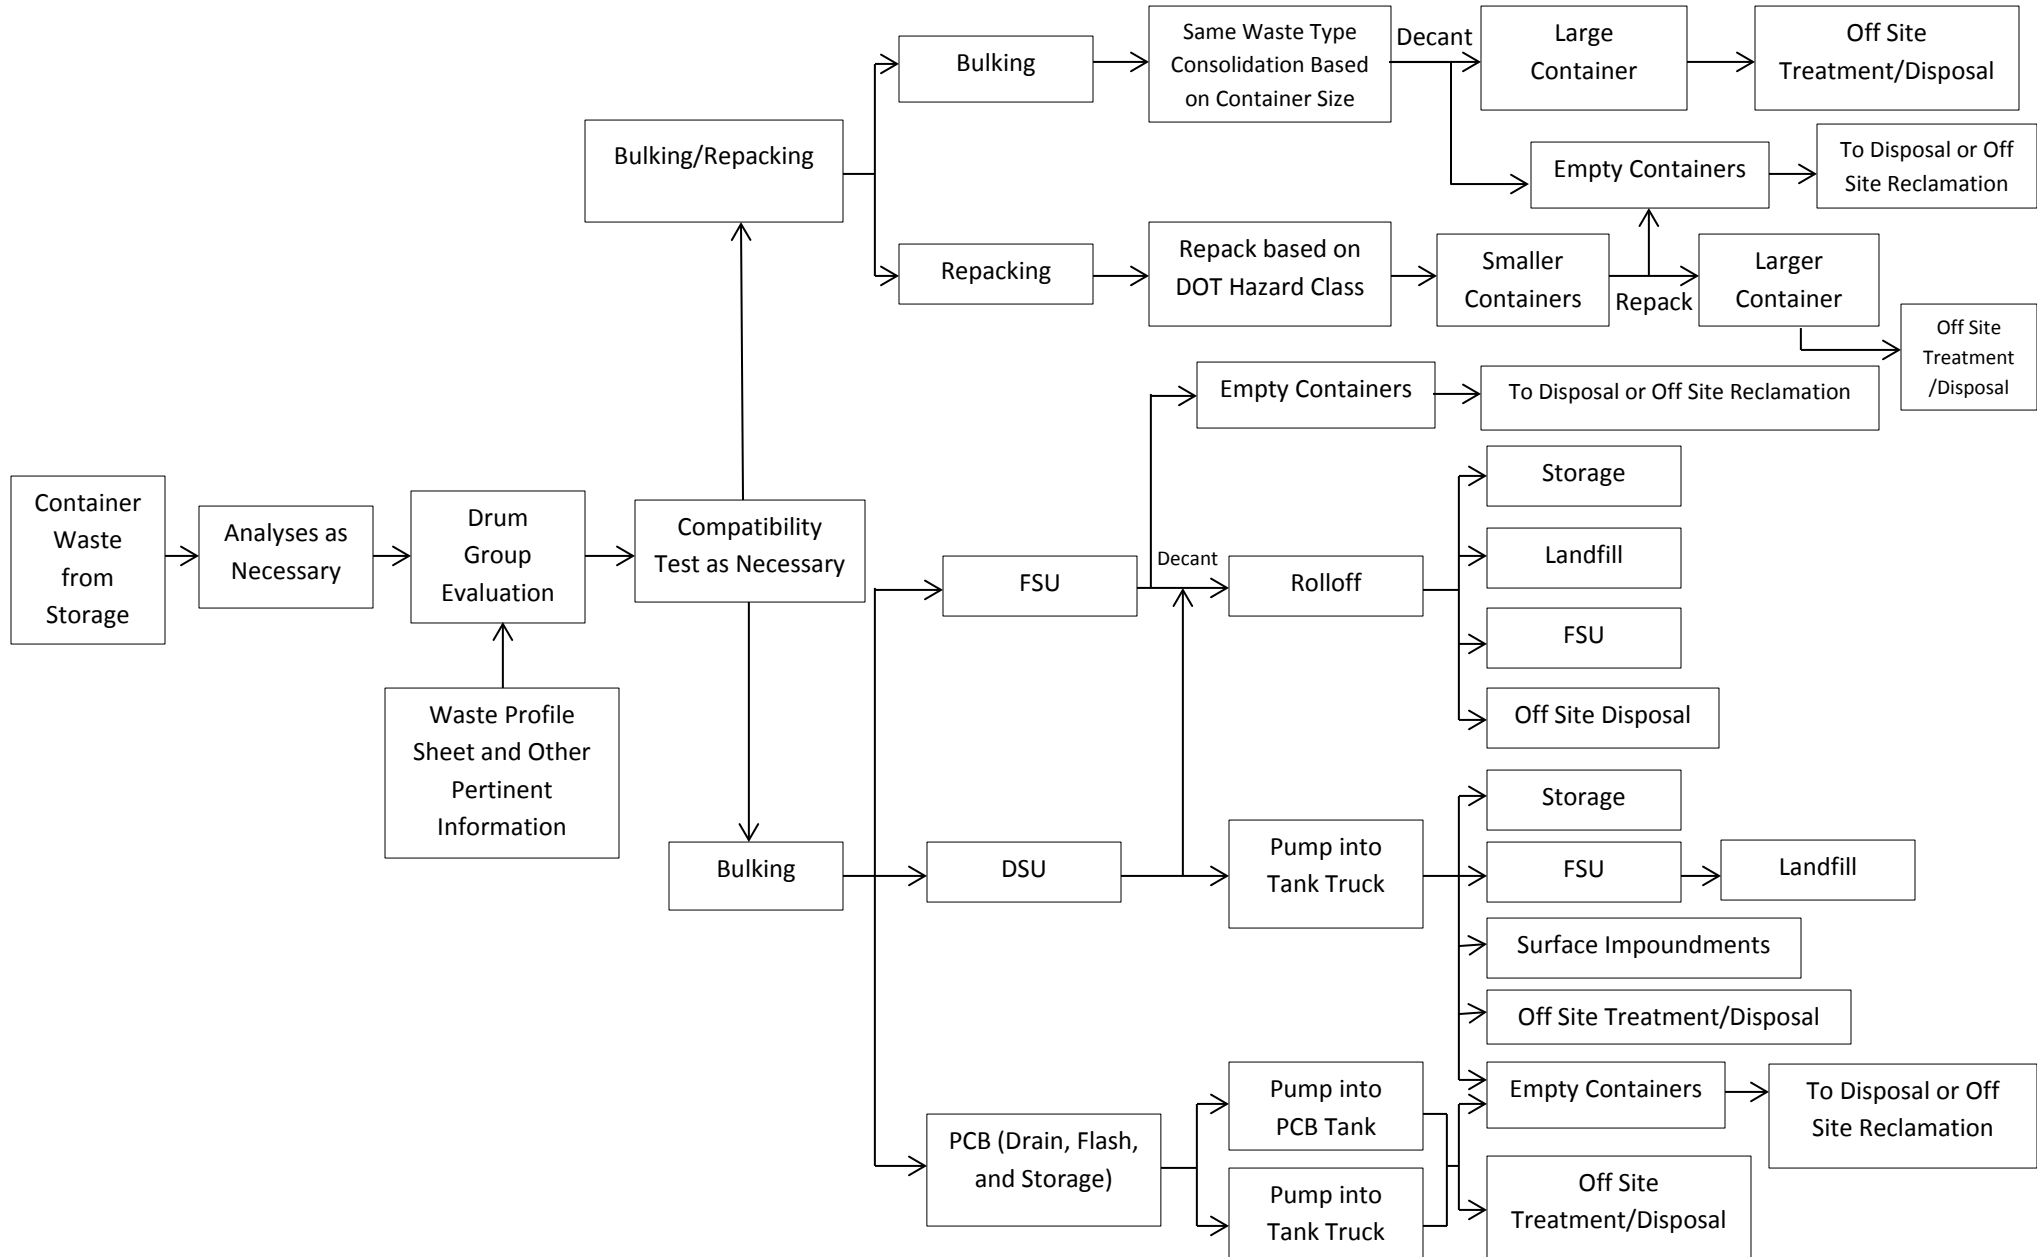 Bulking
Same Waste Type
Consolidation Based
on Container Size
Decant
Large
Container
Off Site
Treatment/Disposal
Bulking/Repacking
Empty Containers
To Disposal or Off
Site Reclamation
Repacking
Repack based on
DOT Hazard Class
Smaller
Containers
Repack
Larger
Container
Off Site
Treatment
/Disposal
Empty Containers
To Disposal or Off Site Reclamation
Container
Waste
from
Storage
Analyses as
Necessary
Drum
Group
Evaluation
Compatibility
Test as Necessary
Waste Profile
Sheet and Other
Pertinent
Information
FSU
Decant
Rolloff
Storage
Landfill
FSU
Off Site Disposal
Bulking
DSU
Pump into
Tank Truck
Storage
FSU
Landfill
Surface Impoundments
Off Site Treatment/Disposal
Empty Containers
To Disposal or Off
Site Reclamation
PCB (Drain, Flash,
and Storage)
Pump into
PCB Tank
Pump into
Tank Truck
Off Site
Treatment/Disposal